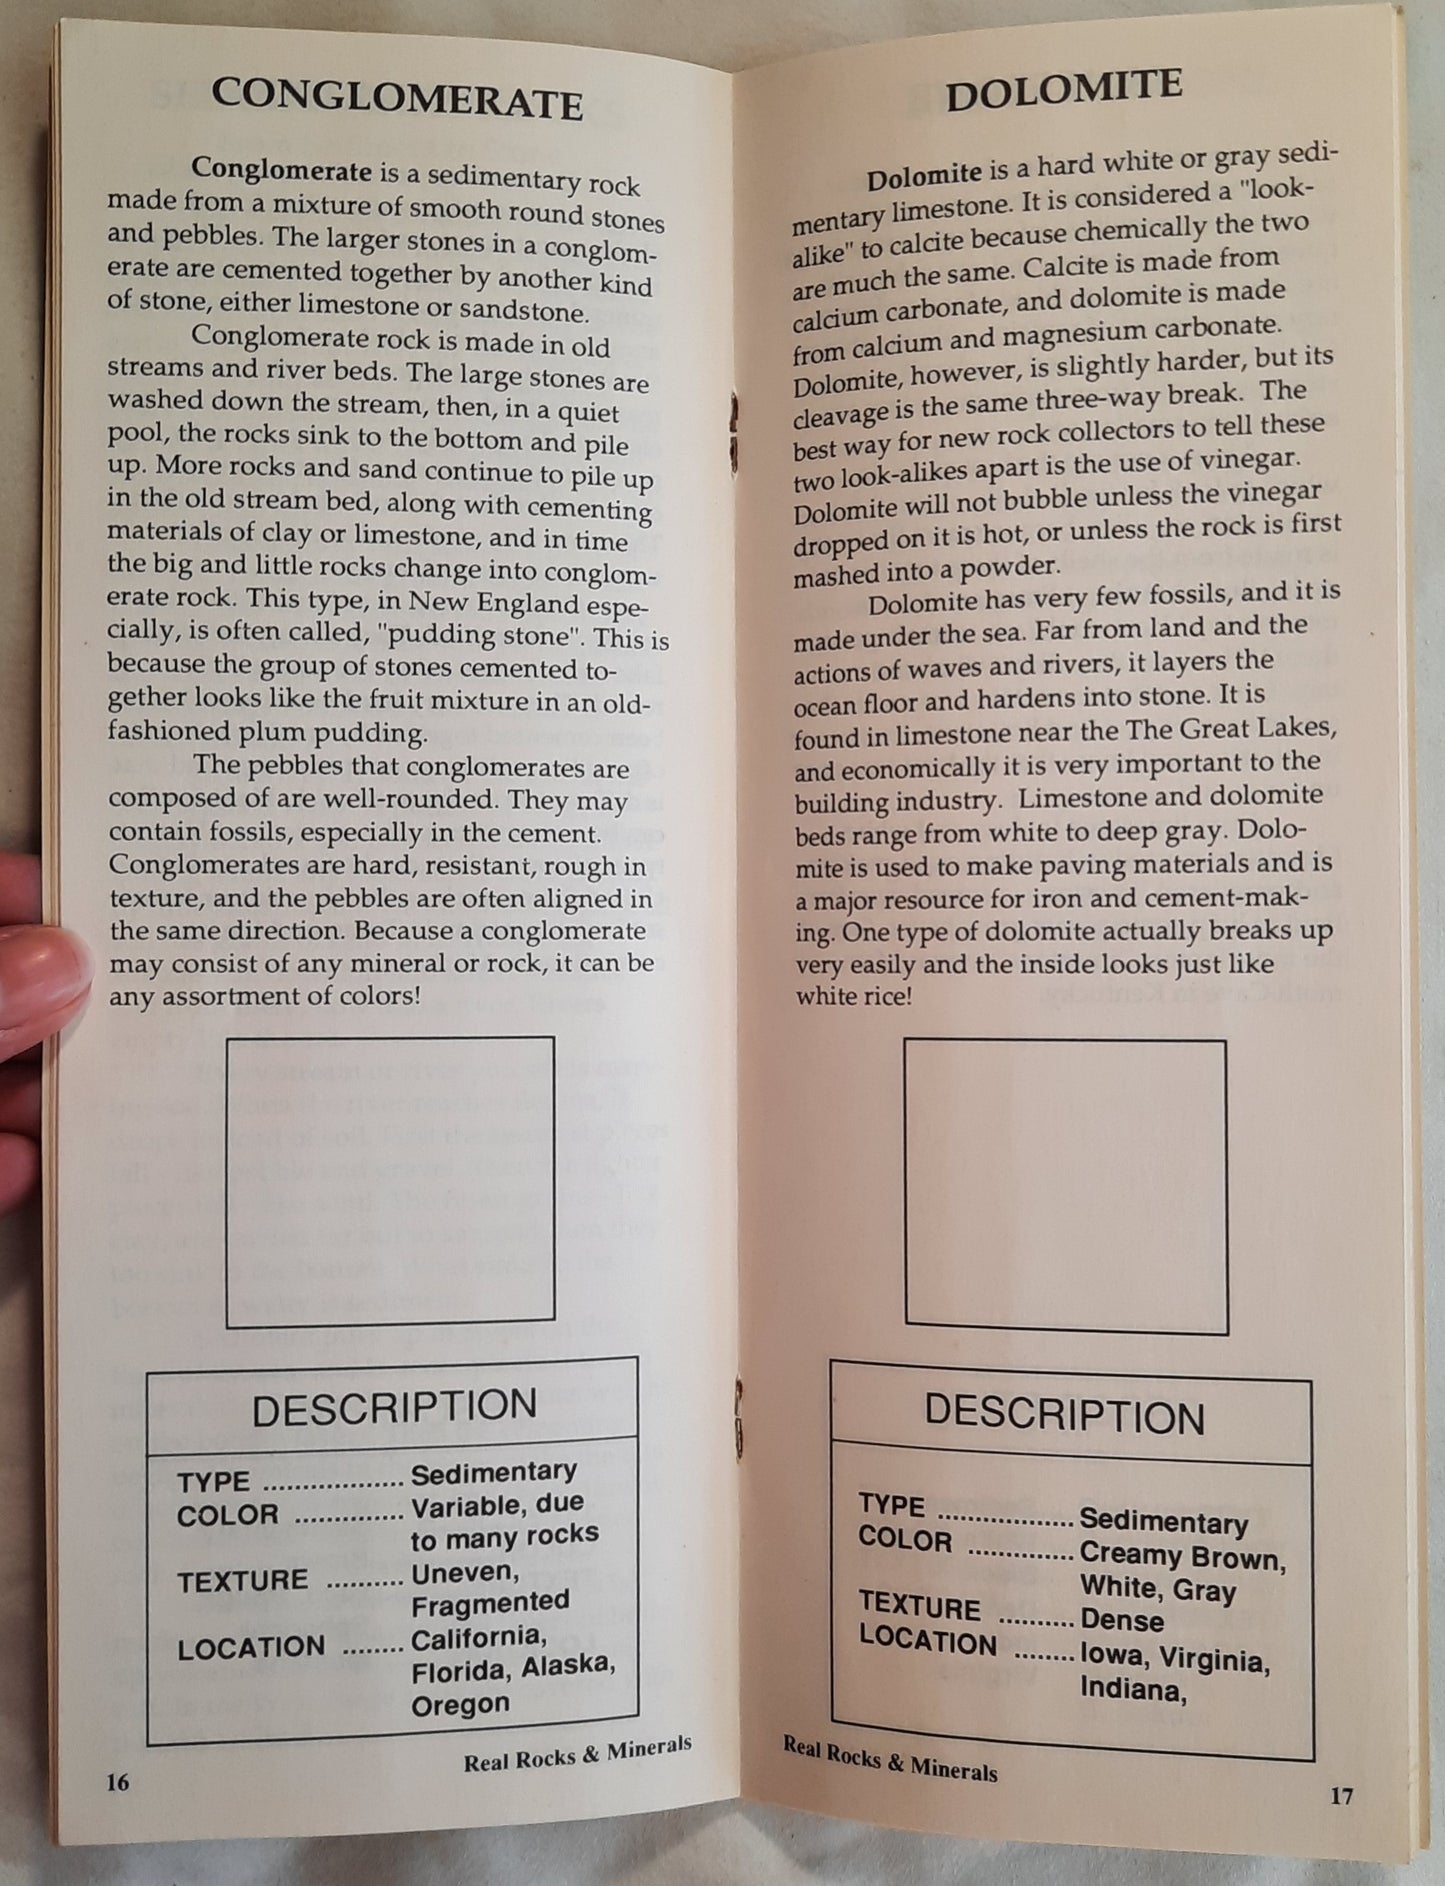 CONGLOMERATE
Conglomerate is a sedimentary rock
made from a mixture of smooth round stones
and pebbles. The larger stones in a conglom-
erate are cemented together by another kind
of stone, either limestone or sandstone.
Conglomerate rock is made in old
streams and river beds. The large stones are
washed down the stream, then, in a quiet
pool, the rocks sink to the bottom and pile
up. More rocks and sand continue to pile up
in the old stream bed, along with cementing
materials of clay or limestone, and in time
the big and little rocks change into conglom-
erate rock. This type, in New England espe-
cially, is often called, "pudding stone". This is
because the group of stones cemented to-
gether looks like the fruit mixture in an old-
fashioned plum pudding.
The pebbles that conglomerates are
composed of are well-rounded. They may
contain fossils, especially in the cement.
Conglomerates are hard, resistant, rough in
texture, and the pebbles are often aligned in
the same direction. Because a conglomerate
may consist of any mineral or rock, it can be
any assortment of colors!
DESCRIPTION
TYPE .................. Sedimentary
COLOR .............. Variable, due
to many rocks
TEXTURE .......... Uneven,
Fragmented
LOCATION ........ California,
Florida, Alaska,
Oregon
Real Rocks & Minerals
16
DOLOMITE
Dolomite is a hard white or gray sedi-
mentary limestone. It is considered a "look-
alike" to calcite because chemically the two
are much the same. Calcite is made from
calcium carbonate, and dolomite is made
from calcium and magnesium carbonate.
Dolomite, however, is slightly harder, but its
cleavage is the same three-way break.  The
best way for new rock collectors to tell these
two look-alikes apart is the use of vinegar.
Dolomite will not bubble unless the vinegar
dropped on it is hot, or unless the rock is first
mashed into a powder.
Dolomite has very few fossils, and it is
made under the sea. Far from land and the
actions of waves and rivers, it layers the
ocean floor and hardens into stone. It is
found in limestone near the The Great Lakes,
and economically it is very important to the
building industry.  Limestone and dolomite
beds range from white to deep gray. Dolo-
mite is used to make paving materials and is
a major resource for iron and cement-mak-
ing. One type of dolomite actually breaks up
very easily and the inside looks just like
white rice!
DESCRIPTION
TYPE .................. Sedimentary
COLOR .............. Creamy Brown,
White, Gray
TEXTURE .......... Dense
LOCATION ........ Iowa, Virginia,
Indiana,
Real Rocks & Minerals
17